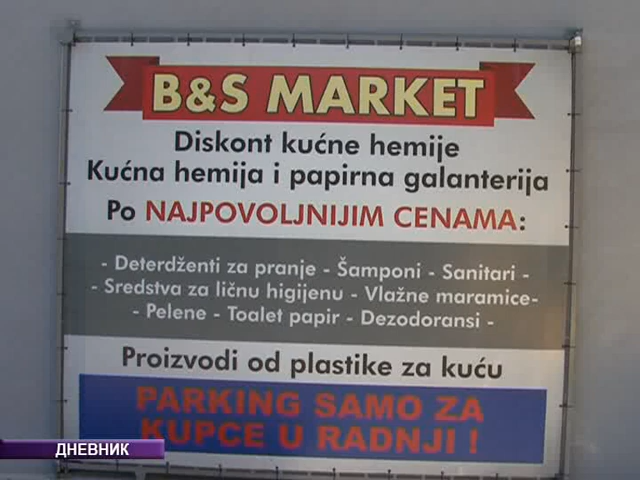 B&S MARKET
Diskont kućne hemije
Kućna hemija i papirna galanterija
Po NAJPOVOLJNIJIM CENAMA:
- Deterdženti za pranje - Šamponi - Sanitari -
- Sredstva za ličnu higijenu - Vlažne maramice-
- Pelene - Toalet papir - Dezodoransi -
Proizvodi od plastike za kuću
PARKING SAMO ZA
KUPCE U RADNJI !
ДНЕВНИК